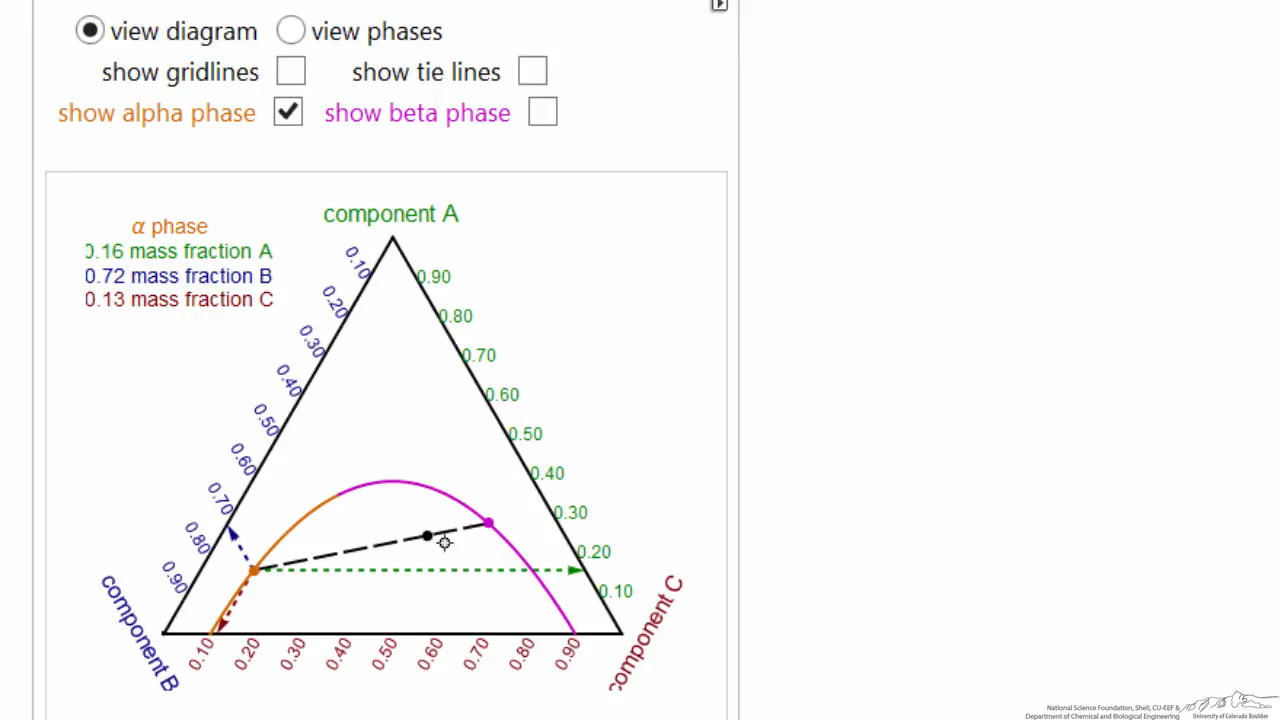 view diagram view phases
show gridlines show tie lines
show alpha phase show beta phase
α phase
0.16 mass fraction A
0.72 mass fraction B
0.13 mass fraction C
component A
0.10
0.20
0.30
0.40
0.50
0.60
0.70
0.80
0.90
0.90
0.80
0.70
0.60
0.50
0.40
0.30
0.20
0.10
component B
component C
0.10 0.20 0.30 0.40 0.50 0.60 0.70 0.80 0.90
National Science Foundation, Shell, CU-EEF &
Department of Chemical and Biological Engineering
University of Colorado Boulder